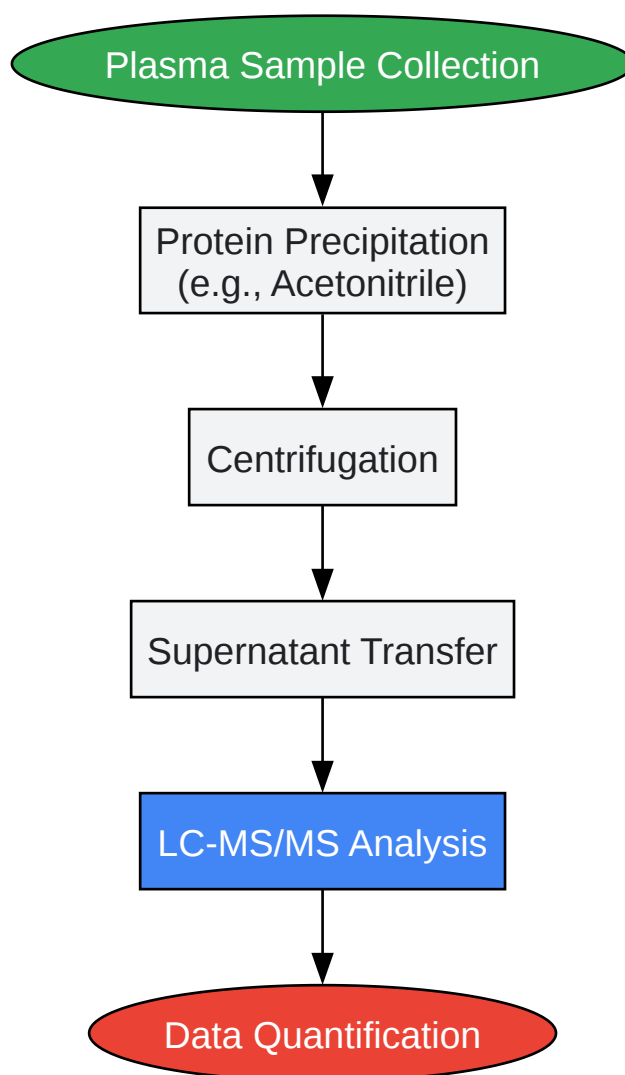 Plasma Sample Collection
Protein Precipitation
(e.g., Acetonitrile)
Centrifugation
Supernatant Transfer
LC-MS/MS Analysis
Data Quantification